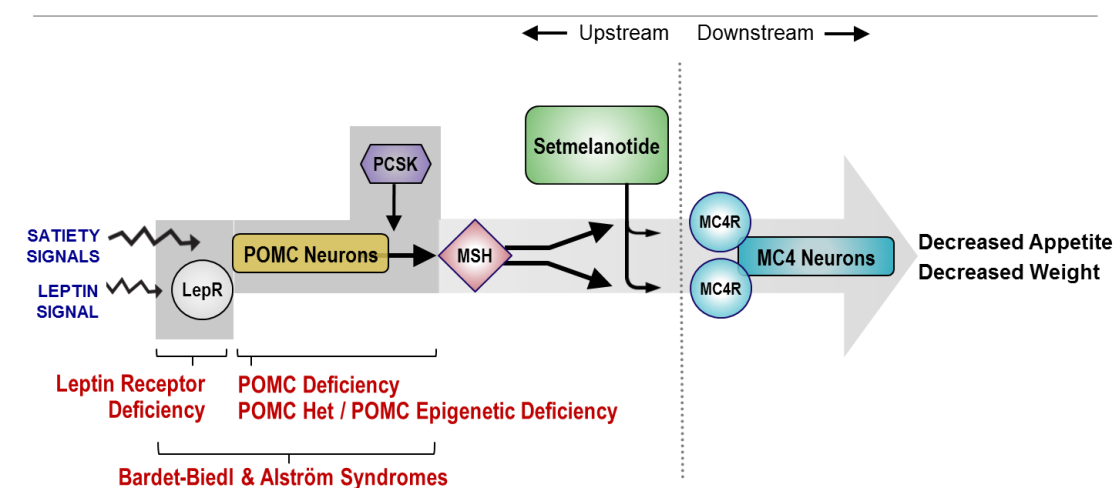 Upstream
Downstream
Setmelanotide
PCSK
SATIETY
SIGNALS
POMC Neurons
MSH
MC4R
MC4 Neurons
Decreased Appetite
Decreased Weight
LEPTIN
SIGNAL
LepR
MC4R
Leptin Receptor
Deficiency
POMC Deficiency
POMC Het / POMC Epigenetic Deficiency
Bardet-Biedl & Alström Syndromes